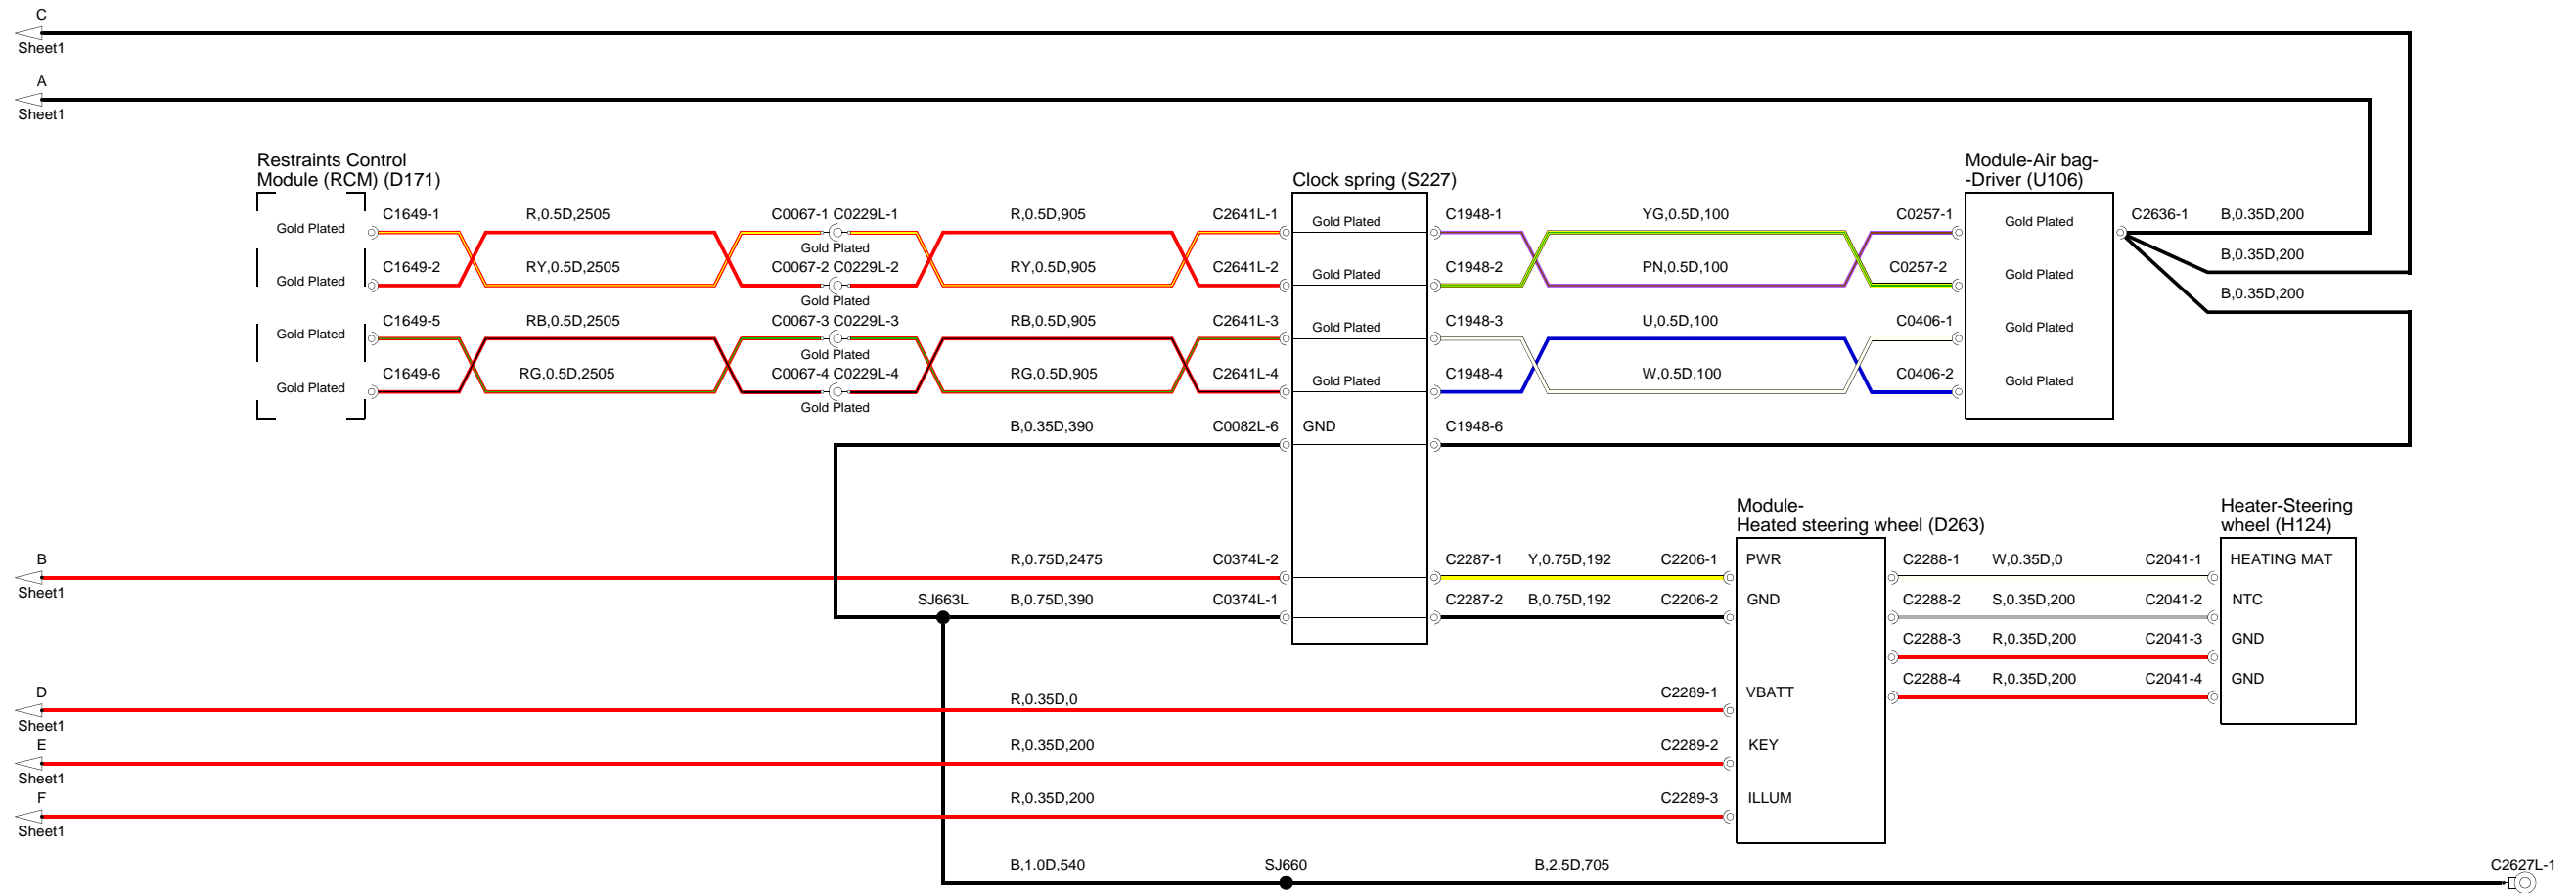 C
Sheet1
A
Sheet1
Restraints Control
Module (RCM) (D171)
Clock spring (S227)
Module-Air bag-
-Driver (U106)
Gold Plated
C1649-1
R,0.5D,2505
C0067-1 C0229L-1
Gold Plated
R,0.5D,905
C2641L-1
Gold Plated
C1948-1
YG,0.5D,100
C0257-1
Gold Plated
C2636-1
B,0.35D,200
B,0.35D,200
B,0.35D,200
Gold Plated
C1649-2
RY,0.5D,2505
C0067-2 C0229L-2
Gold Plated
RY,0.5D,905
C2641L-2
Gold Plated
C1948-2
PN,0.5D,100
C0257-2
Gold Plated
Gold Plated
C1649-5
RB,0.5D,2505
C0067-3 C0229L-3
Gold Plated
RB,0.5D,905
C2641L-3
Gold Plated
C1948-3
U,0.5D,100
C0406-1
Gold Plated
Gold Plated
C1649-6
RG,0.5D,2505
C0067-4 C0229L-4
Gold Plated
RG,0.5D,905
C2641L-4
Gold Plated
C1948-4
W,0.5D,100
C0406-2
Gold Plated
B,0.35D,390
C0082L-6
GND
C1948-6
Module-
Heated steering wheel (D263)
Heater-Steering
wheel (H124)
B
Sheet1
R,0.75D,2475
C0374L-2
C2287-1
Y,0.75D,192
C2206-1
PWR
C2288-1
W,0.35D,0
C2041-1
HEATING MAT
SJ663L
B,0.75D,390
C0374L-1
C2287-2
B,0.75D,192
C2206-2
GND
C2288-2
S,0.35D,200
C2041-2
NTC
C2288-3
R,0.35D,200
C2041-3
GND
C2288-4
R,0.35D,200
C2041-4
GND
D
Sheet1
R,0.35D,0
C2289-1
VBATT
E
Sheet1
R,0.35D,200
C2289-2
KEY
F
Sheet1
R,0.35D,200
C2289-3
ILLUM
B,1.0D,540
SJ660
B,2.5D,705
C2627L-1